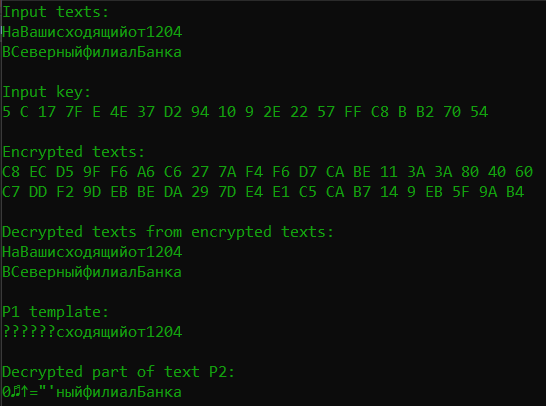 Input texts:
НаВашисходящийот1204
ВСеверныйфилиалБанка
Input key:
5 C 17 7F E 4E 37 D2 94 10 9 2E 22 57 FF C8 B B2 70 54
Encrypted texts:
C8 EC D5 9F F6 A6 C6 27 7A F4 F6 D7 CA BE 11 3A 3A 80 40 60
C7 DD F2 9D EB BE DA 29 7D E4 E1 C5 CA B7 14 9 EB 5F 9A B4
Decrypted texts from encrypted texts:
НаВашисходящийот1204
ВСеверныйфилиалБанка
P1 template:
??????сходящийот1204
Decrypted part of text P2:
0♫↑="'ныйфилиалБанка